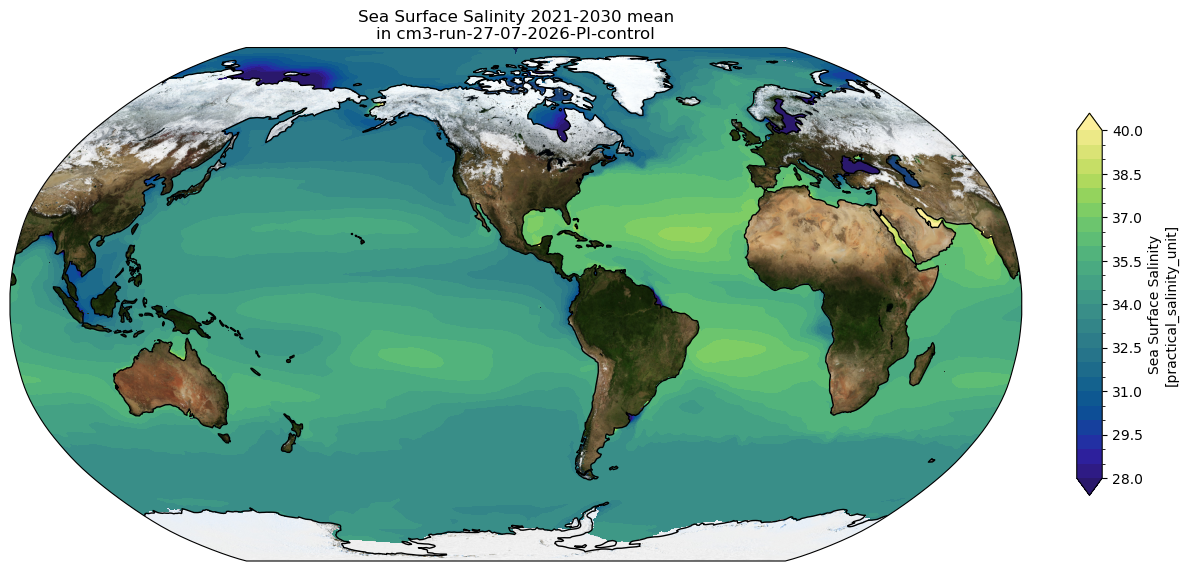 Sea Surface Salinity 2021-2030 mean
in cm3-run-27-07-2026-PI-control
40.0
38.5
37.0
35.5
34.0
32.5
31.0
29.5
28.0
Sea Surface Salinity
[practical_salinity_unit]